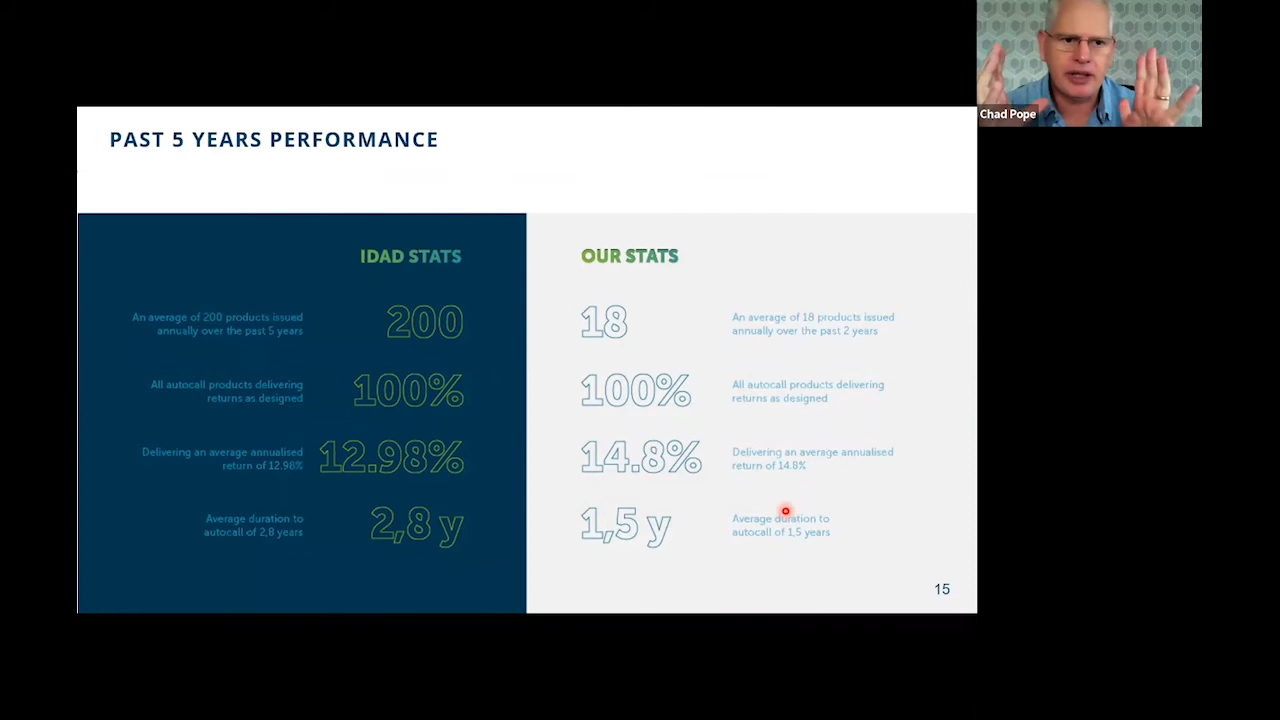 Chad Pope
PAST 5 YEARS PERFORMANCE
IDAD STATS
An average of 200 products issued
annually over the past 5 years
200
All autocall products delivering
returns as designed
100%
Delivering an average annualised
return of 12.98%
12.98%
Average duration to
autocall of 2,8 years
2,8 y
OUR STATS
18
An average of 18 products issued
annually over the past 2 years
100%
All autocall products delivering
returns as designed
14.8%
Delivering an average annualised
return of 14.8%
1,5 y
Average duration to
autocall of 1,5 years
15